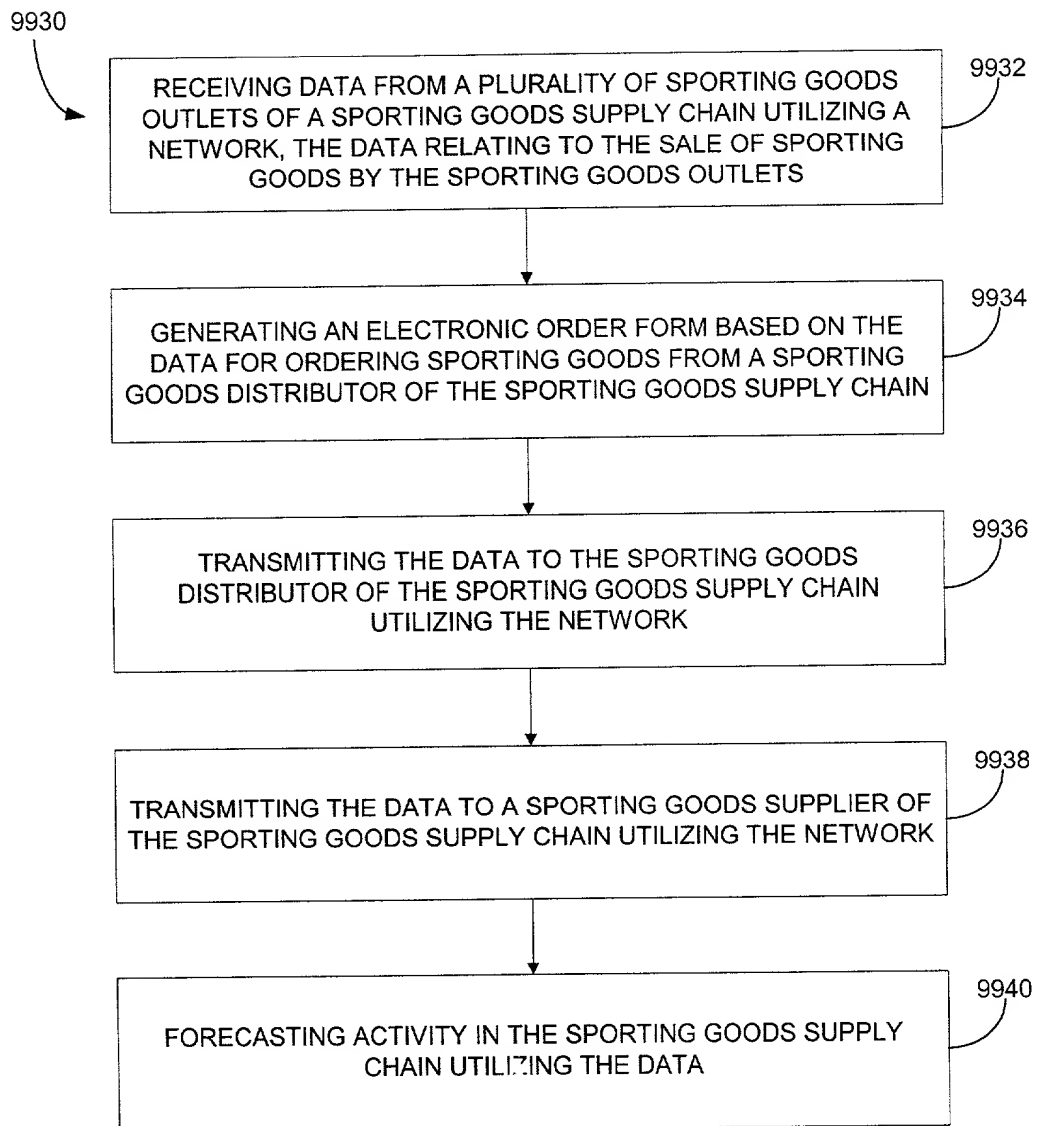 9930
9932
RECEIVING DATA FROM A PLURALITY OF SPORTING GOODS
OUTLETS OF A SPORTING GOODS SUPPLY CHAIN UTILIZING A
NETWORK, THE DATA RELATING TO THE SALE OF SPORTING
GOODS BY THE SPORTING GOODS OUTLETS
9934
GENERATING AN ELECTRONIC ORDER FORM BASED ON THE
DATA FOR ORDERING SPORTING GOODS FROM A SPORTING
GOODS DISTRIBUTOR OF THE SPORTING GOODS SUPPLY CHAIN
9936
TRANSMITTING THE DATA TO THE SPORTING GOODS
DISTRIBUTOR OF THE SPORTING GOODS SUPPLY CHAIN
UTILIZING THE NETWORK
9938
TRANSMITTING THE DATA TO A SPORTING GOODS SUPPLIER OF
THE SPORTING GOODS SUPPLY CHAIN UTILIZING THE NETWORK
9940
FORECASTING ACTIVITY IN THE SPORTING GOODS SUPPLY
CHAIN UTILIZING THE DATA